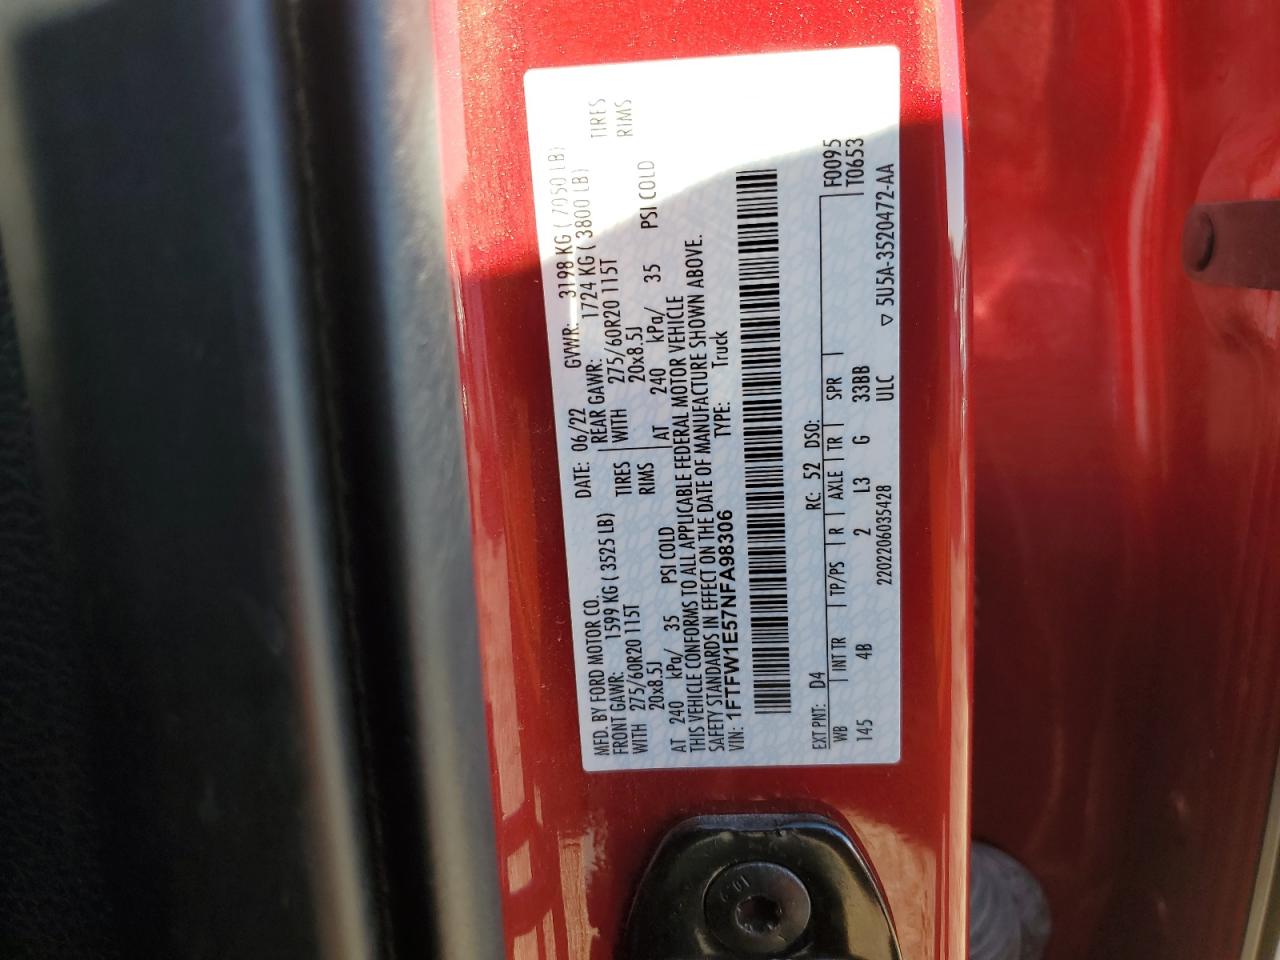 MFD. BY FORD MOTOR CO. DATE: 06/22 GVWR: 3198 KG ( 7050 LB)
FRONT GAWR: 1599 KG ( 3525 LB) REAR GAWR: 1724 KG ( 3800 LB)
WITH 275/60R20 115T TIRES WITH 275/60R20 115T TIRES
20x8.5J RIMS 20x8.5J RIMS
AT 240 kPa/ 35 PSI COLD AT 240 kPa/ 35 PSI COLD
THIS VEHICLE CONFORMS TO ALL APPLICABLE FEDERAL MOTOR VEHICLE
SAFETY STANDARDS IN EFFECT ON THE DATE OF MANUFACTURE SHOWN ABOVE.
VIN: 1FTFW1E57NFA98306 TYPE: Truck
EXT PNT: D4 RC: 52 DSO: F0095
WB INT TR TP/PS R AXLE TR SPR T0653
145 4B 2 L3 G 33BB
2202206035428 ULC ▽ 5U5A-3520472-AA